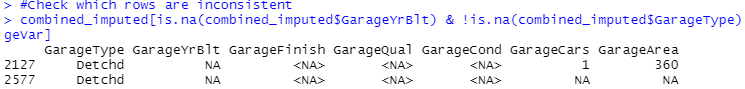 > #Check which rows are inconsistent
> combined_imputed[is.na(combined_imputed$GarageYrBlt) & !is.na(combined_imputed$GarageType)
geVar]
GarageType GarageYrBlt GarageFinish GarageQual GarageCond GarageCars GarageArea
2127 Detchd NA <NA> <NA> <NA> 1 360
2577 Detchd NA <NA> <NA> <NA> NA NA